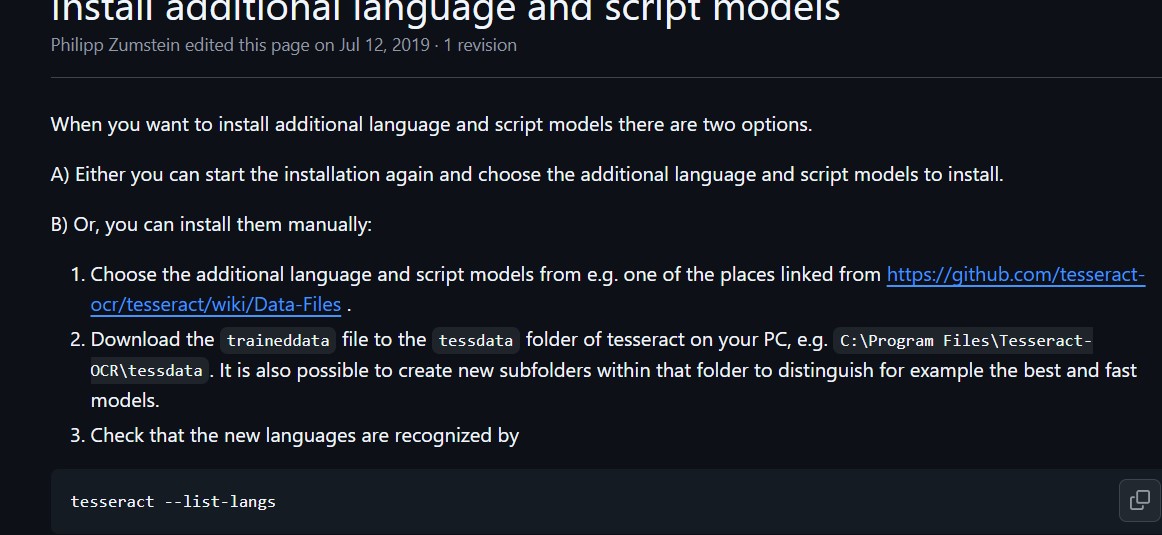 Install additional language and script models
Philipp Zumstein edited this page on Jul 12, 2019 · 1 revision
When you want to install additional language and script models there are two options.
A) Either you can start the installation again and choose the additional language and script models to install.
B) Or, you can install them manually:
1. Choose the additional language and script models from e.g. one of the places linked from https://github.com/tesseract-
ocr/tesseract/wiki/Data-Files .
2. Download the traineddata file to the tessdata folder of tesseract on your PC, e.g. C:\Program Files\Tesseract-
OCR\tessdata . It is also possible to create new subfolders within that folder to distinguish for example the best and fast
models.
3. Check that the new languages are recognized by
tesseract --list-langs